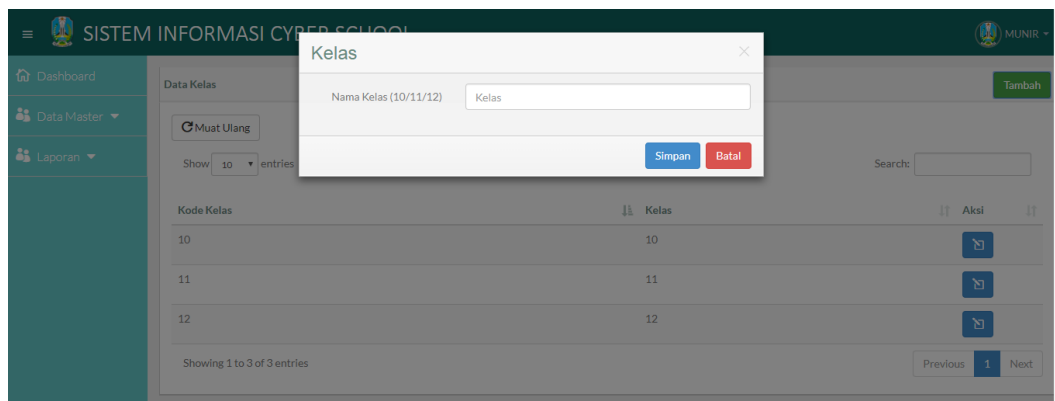 SISTEM INFORMASI CYBER SCHOOL
MUNIR
Kelas
×
Dashboard
Data Kelas
Tambah
Nama Kelas (10/11/12)
Kelas
Data Master
Muat Ulang
Laporan
Simpan
Batal
Show 10 entries
Search:
Kode Kelas Kelas Aksi
10 10
11 11
12 12
Showing 1 to 3 of 3 entries
Previous 1 Next